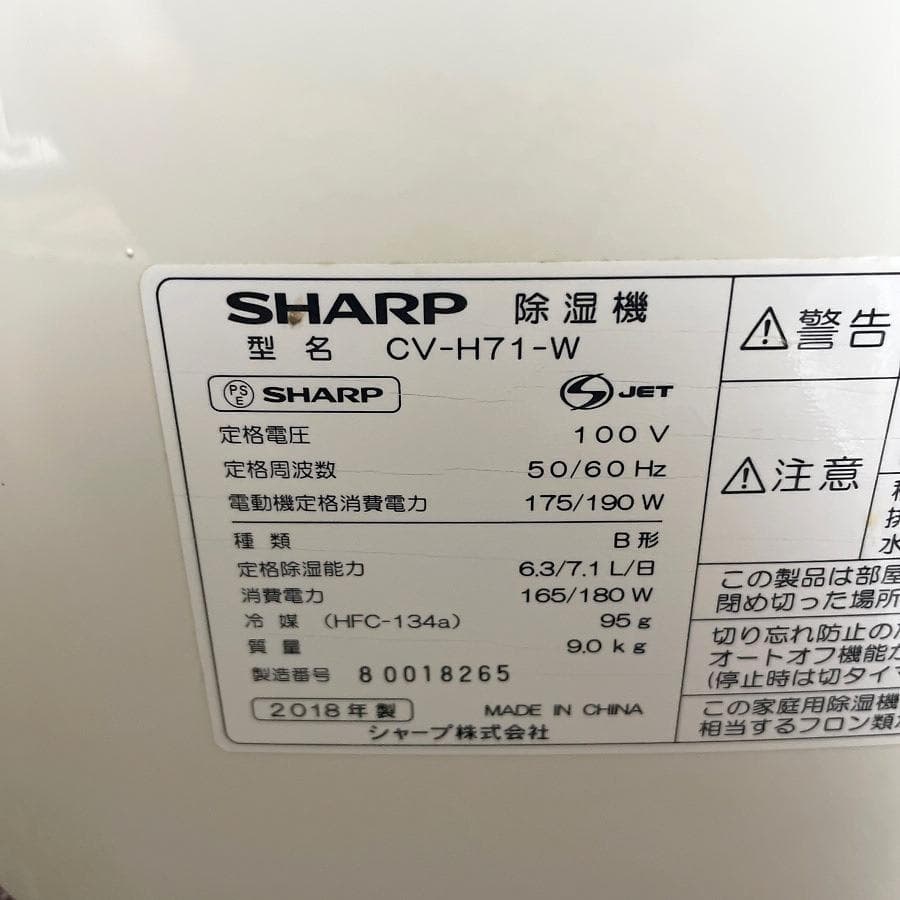 SHARP 除湿機
型名 CV-H71-W
PSE SHARP
JET
定格電圧 100 V
定格周波数 50/60 Hz
電動機定格消費電力 175/190 W
種類 B形
定格除湿能力 6.3/7.1 L/日
消費電力 165/180 W
冷媒 (HFC-134a) 95 g
質量 9.0 kg
製造番号 80018265
2018年製 MADE IN CHINA
シャープ株式会社
警告
注意
水
この製品は部屋
閉め切った場所
切り忘れ防止の
オートオフ機能が
(停止時は切タイマ
この家庭用除湿機
相当するフロン類が